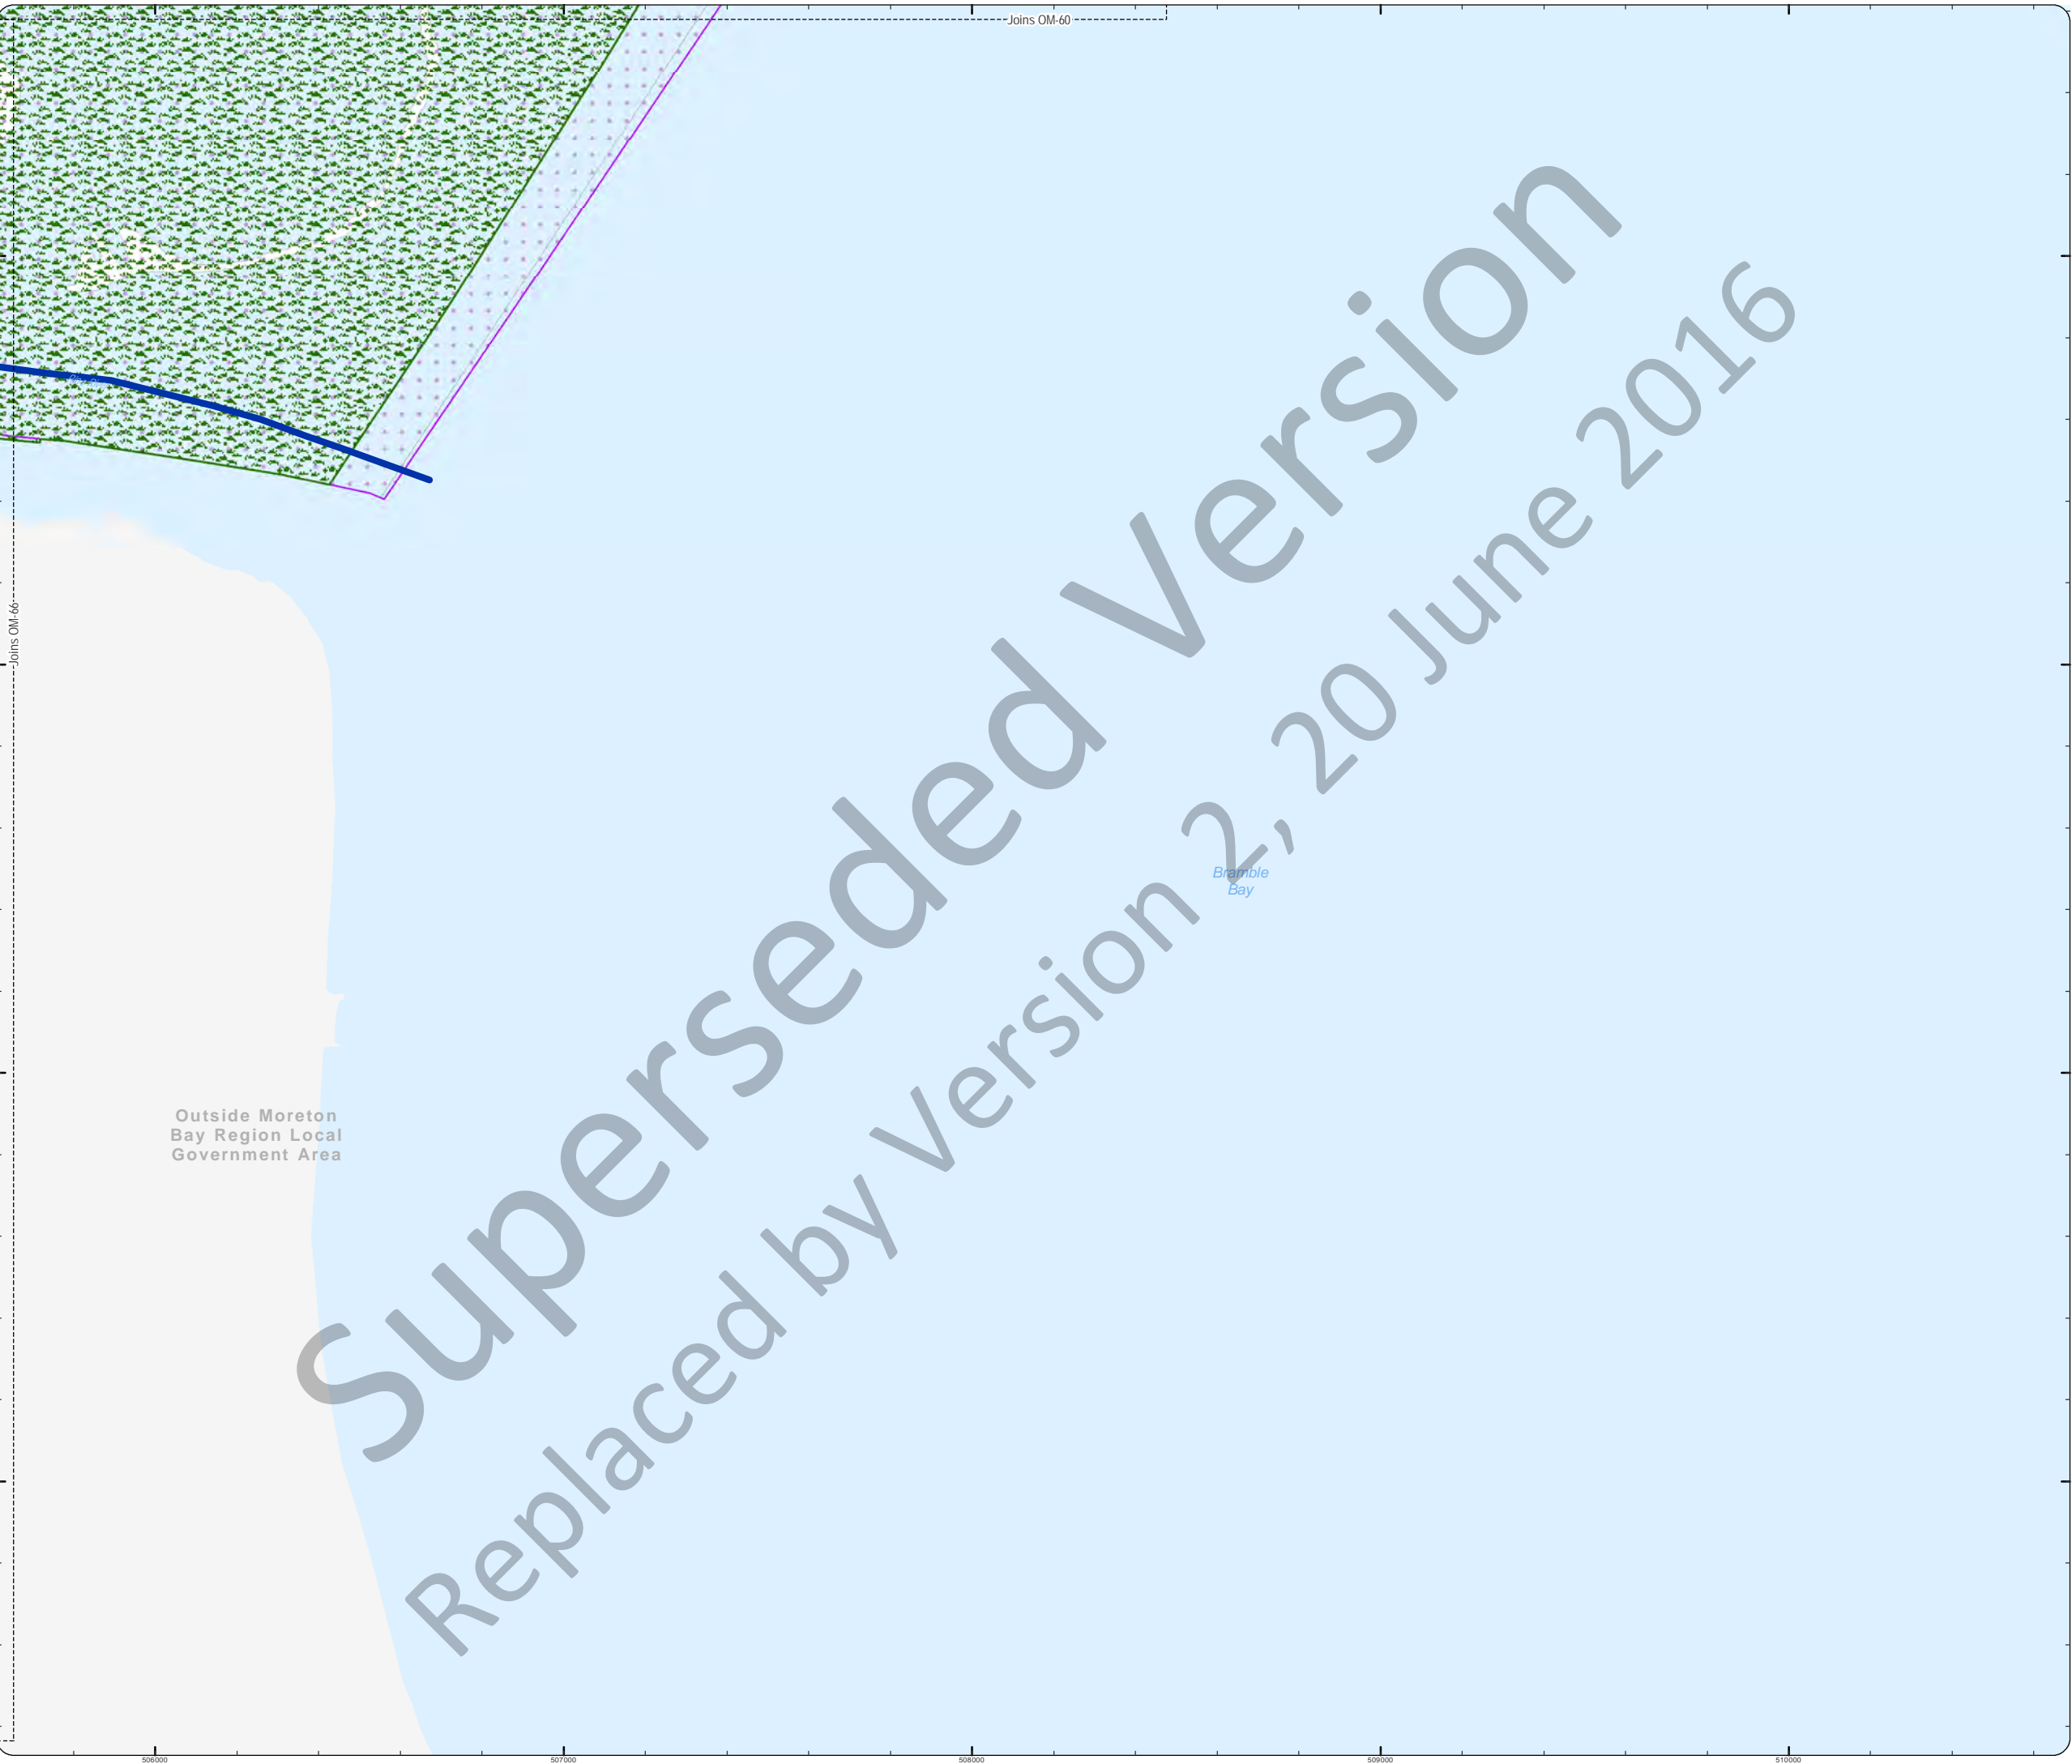 Joins OM-60
Joins OM-66
Superseded Version
Replaced by Version 2, 20 June 2016
Bramble
Bay
Outside Moreton
Bay Region Local
Government Area
506000
507000
508000
509000
510000